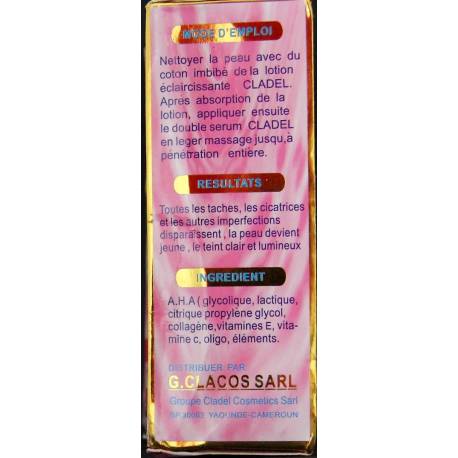 MODE D'EMPLOI
Nettoyer la peau avec du
coton imbibé de la lotion
éclaircissante CLADEL.
Aprés absorption de la
lotion, appliquer ensuite
le double serum CLADEL
en leger massage jusqu,à
pénétration entière.
RESULTATS
Toutes les taches, les cicatrices
et les autres imperfections
disparaîssent , la peau devient
jeune , le teint clair et lumineux
INGREDIENT
A.H.A ( glycolique, lactique,
citrique propylène glycol,
collagène,vitamines E, vita-
mine c, oligo, éléments.
DISTRIBUER PAR
G.CLACOS SARL
Groupe Cladel Cosmetics Sarl
YAOUNDE-CAMEROUN